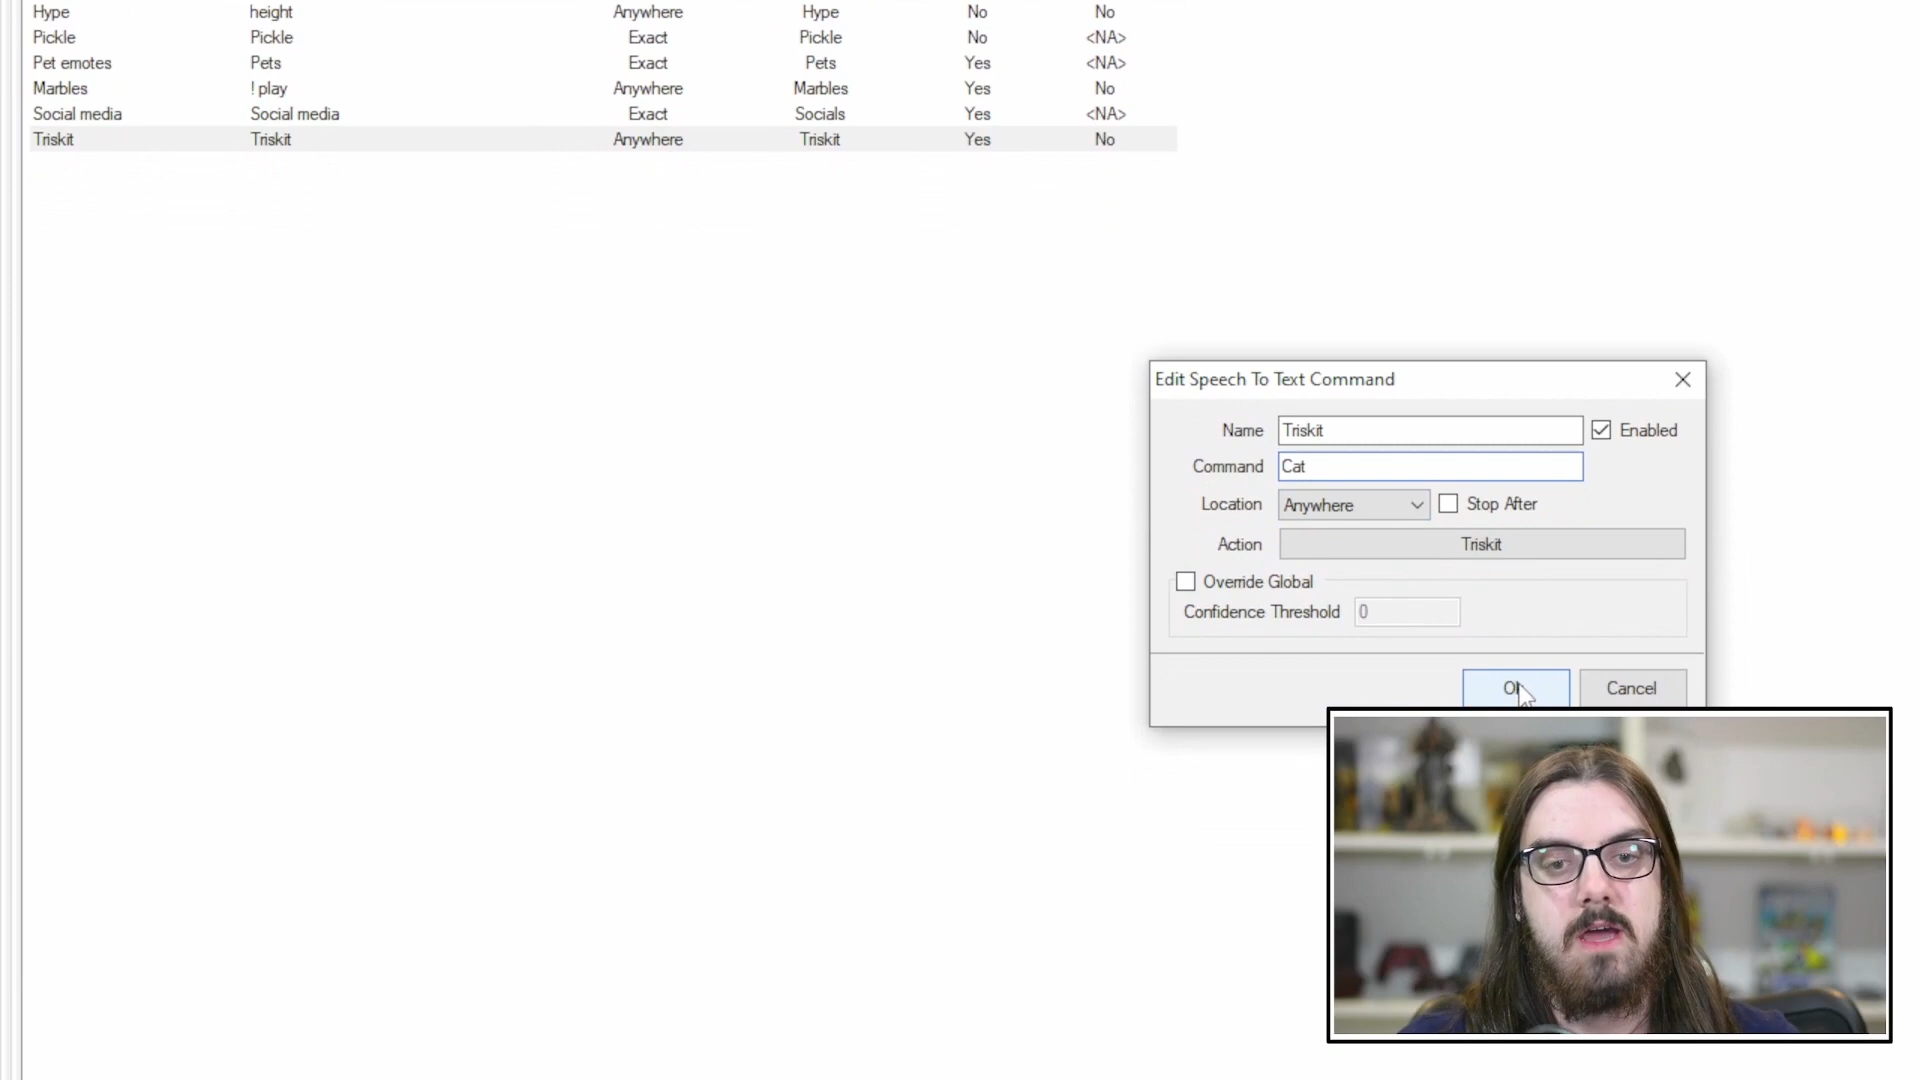 Hype height Anywhere Hype No No
Pickle Pickle Exact Pickle No <NA>
Pet emotes Pets Exact Pets Yes <NA>
Marbles ! play Anywhere Marbles Yes No
Social media Social media Exact Socials Yes <NA>
Triskit Triskit Anywhere Triskit Yes No
Edit Speech To Text Command
Name Triskit Enabled
Command Cat
Location Anywhere Stop After
Action Triskit
Override Global
Confidence Threshold 0
Cancel